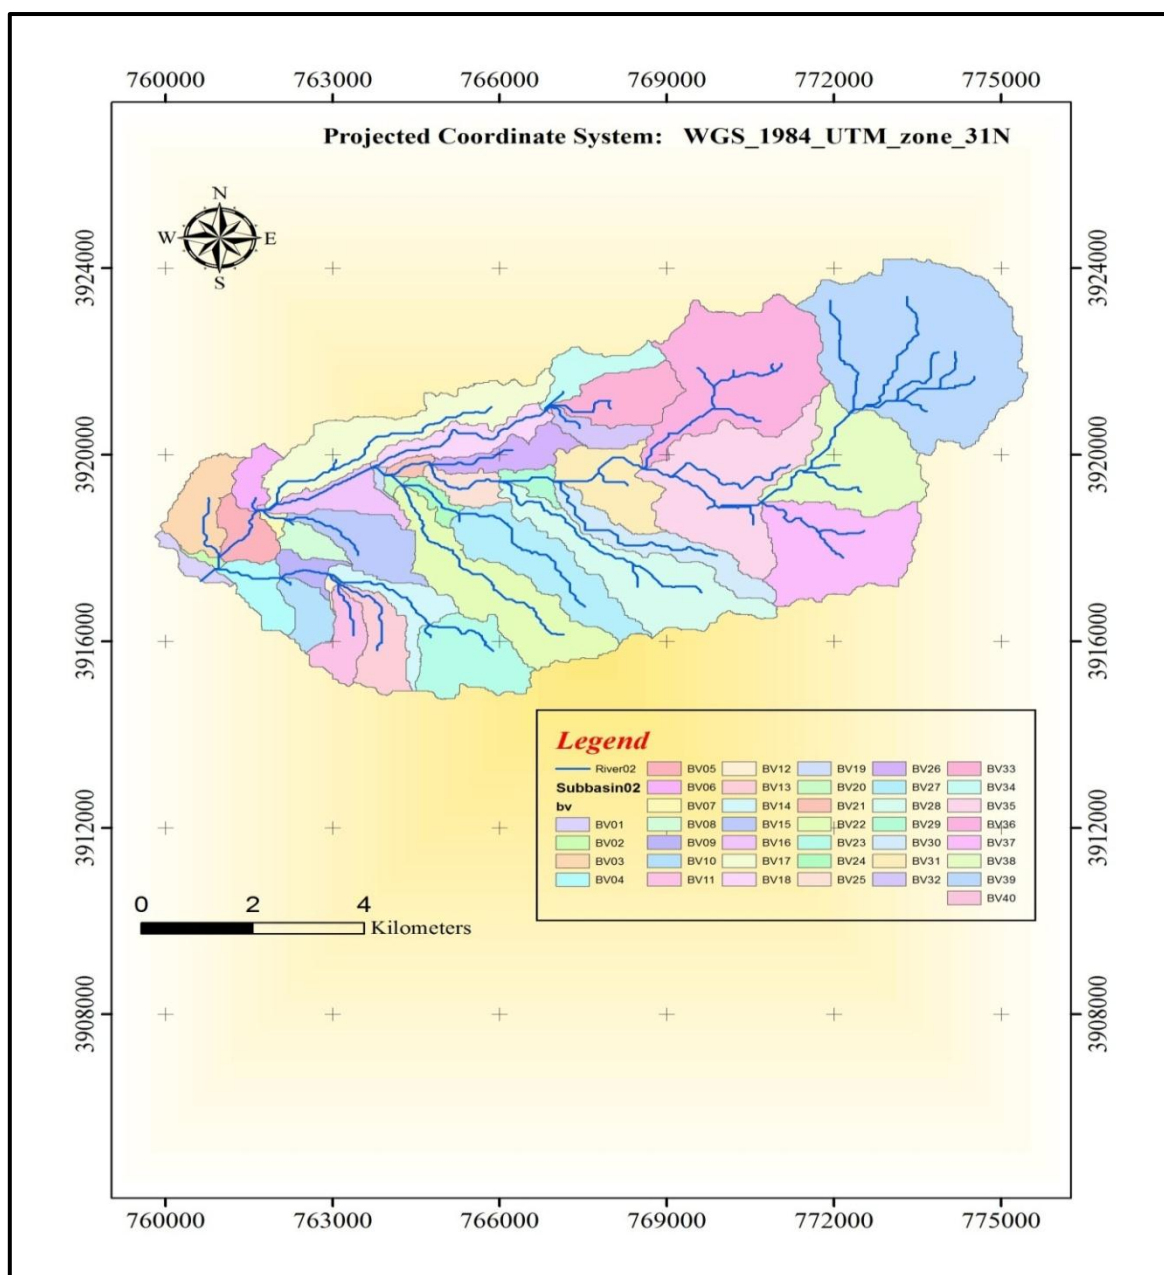 760000 763000 766000 769000 772000 775000
Projected Coordinate System: WGS_1984_UTM_zone_31N
N
W E
S
3924000 3924000
3920000 3920000
3916000 3916000
Legend
River02 BV05 BV12 BV19 BV26 BV33
Subbasin02 BV06 BV13 BV20 BV27 BV34
bv BV07 BV14 BV21 BV28 BV35
BV01 BV08 BV15 BV22 BV29 BV36
BV02 BV09 BV16 BV23 BV30 BV37
BV03 BV10 BV17 BV24 BV31 BV38
BV04 BV11 BV18 BV25 BV32 BV39
BV40
3912000 3912000
0 2 4
Kilometers
3908000 3908000
760000 763000 766000 769000 772000 775000